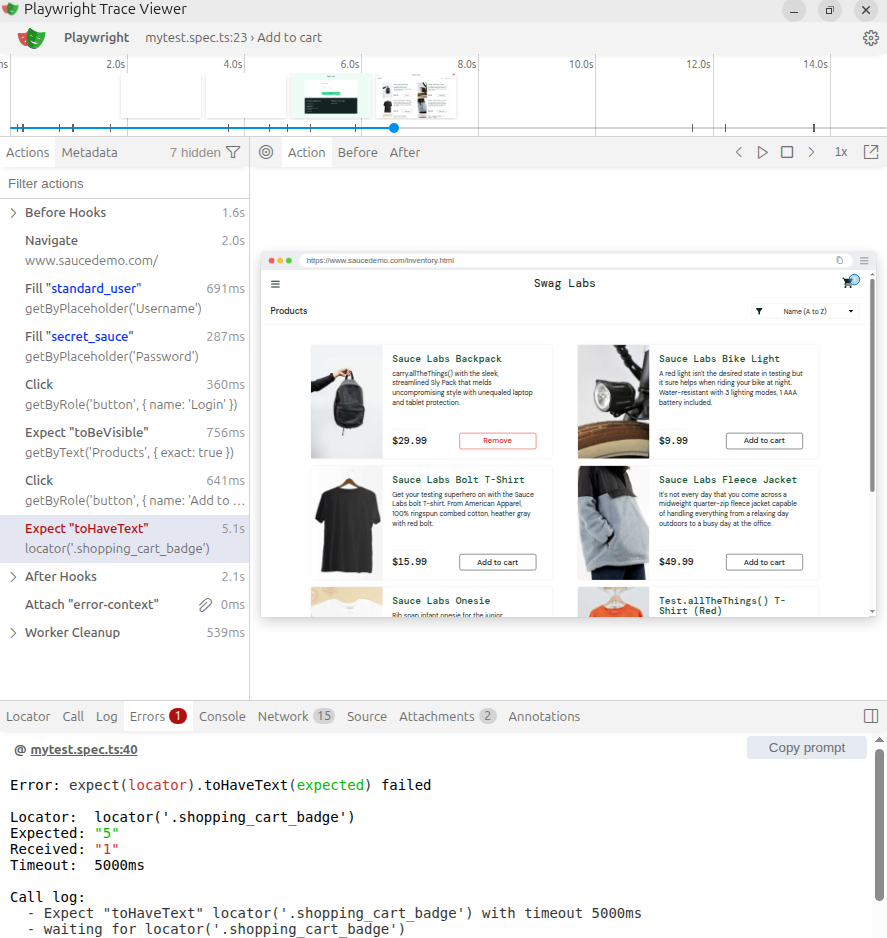 Playwright Trace Viewer
Playwright mytest.spec.ts:23 › Add to cart
ns 2.0s 4.0s 6.0s 8.0s 10.0s 12.0s 14.0s
Actions Metadata 7 hidden
Action Before After 1x
Filter actions
Before Hooks 1.6s
Navigate 2.0s
www.saucedemo.com/
Fill "standard_user" 691ms
getByPlaceholder('Username')
Fill "secret_sauce" 287ms
getByPlaceholder('Password')
Click 360ms
getByRole('button', { name: 'Login' })
Expect "toBeVisible" 756ms
getByText('Products', { exact: true })
Click 641ms
getByRole('button', { name: 'Add to ...
Expect "toHaveText" 5.1s
locator('.shopping_cart_badge')
After Hooks 2.1s
Attach "error-context" 0ms
Worker Cleanup 539ms
https://www.saucedemo.com/inventory.html
Swag Labs
Products Name (A to Z)
Sauce Labs Backpack
carry.allTheThings() with the sleek,
streamlined Sly Pack that melds
uncompromising style with unequaled laptop
and tablet protection.
$29.99 Remove
Sauce Labs Bike Light
A red light isn't the desired state in testing but
it sure helps when riding your bike at night.
Water-resistant with 3 lighting modes, 1 AAA
battery included.
$9.99 Add to cart
Sauce Labs Bolt T-Shirt
Get your testing superhero on with the Sauce
Labs bolt T-shirt. From American Apparel,
100% ringspun combed cotton, heather gray
with red bolt.
$15.99 Add to cart
Sauce Labs Fleece Jacket
It's not every day that you come across a
midweight quarter-zip fleece jacket capable
of handling everything from a relaxing day
outdoors to a busy day at the office.
$49.99 Add to cart
Sauce Labs Onesie
Rib snap infant onesie for the junior
Test.allTheThings() T-
Shirt (Red)
Locator Call Log Errors 1 Console Network 15 Source Attachments 2 Annotations
@ mytest.spec.ts:40
Copy prompt
Error: expect(locator).toHaveText(expected) failed
Locator: locator('.shopping_cart_badge')
Expected: "5"
Received: "1"
Timeout: 5000ms
Call log:
- Expect "toHaveText" locator('.shopping_cart_badge') with timeout 5000ms
- waiting for locator('.shopping_cart_badge')